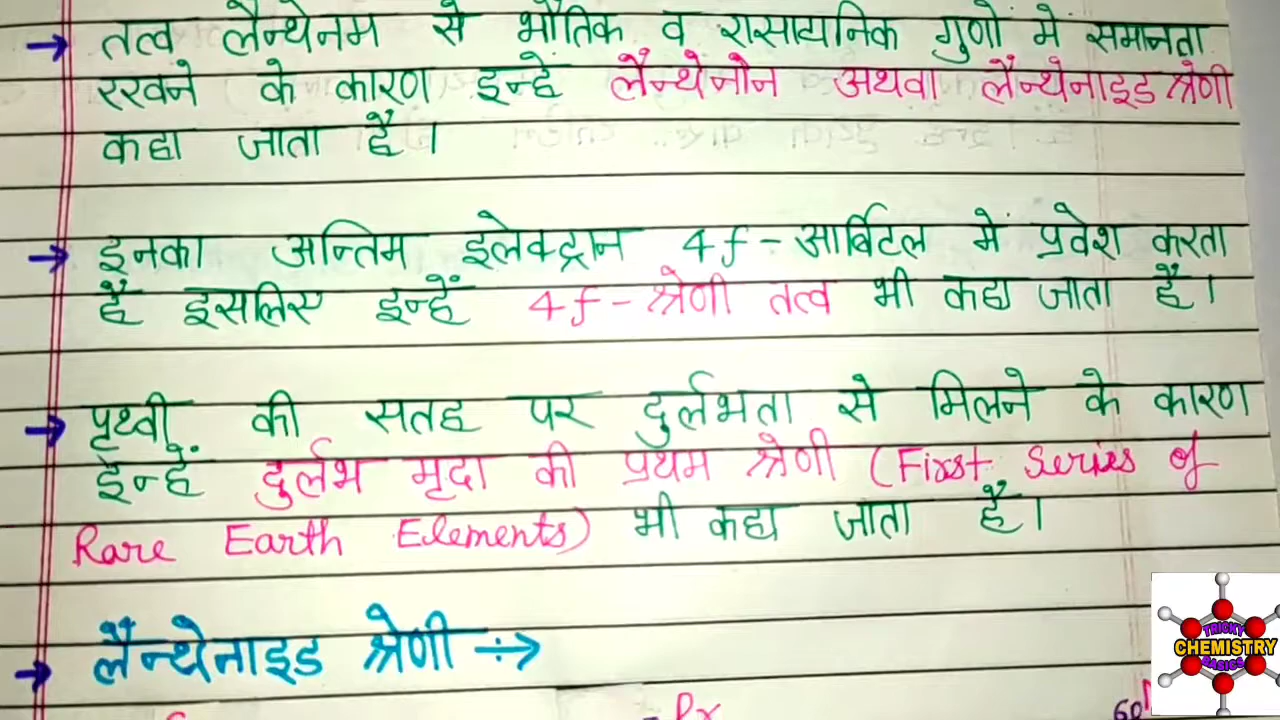 → तत्व लैन्थेनम से भौतिक व रासायनिक गुणों में समानता
रखने के कारण इन्हें लैन्थेनोन अथवा लैन्थेनाइड श्रेणी
कहा जाता है।
→ इनका अन्तिम इलेक्ट्रान 4f - आर्बिटल में प्रवेश करता
है इसलिए इन्हें 4f - श्रेणी तत्व भी कहा जाता है।
→ पृथ्वी की सतह पर दुर्लभता से मिलने के कारण
इन्हें दुर्लभ मृदा की प्रथम श्रेणी (First Series of
Rare Earth Elements) भी कहा जाता है।
→ लैन्थेनाइड श्रेणी ÷→
Pr
60
TRICKY
CHEMISTRY
BASICS